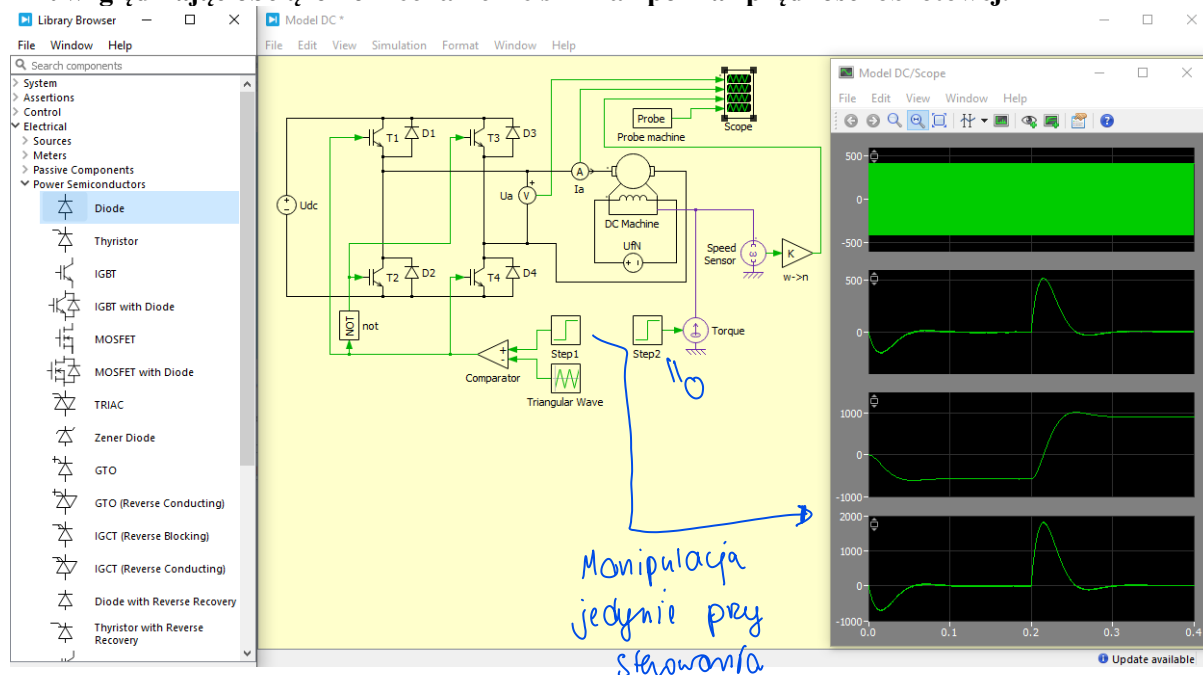 Library Browser
Model DC *
File Window Help
File Edit View Simulation Format Window Help
Search components
System
Assertions
Control
Electrical
Sources
Meters
Passive Components
Power Semiconductors
Diode
Thyristor
IGBT
IGBT with Diode
MOSFET
MOSFET with Diode
TRIAC
Zener Diode
GTO
GTO (Reverse Conducting)
IGCT (Reverse Blocking)
IGCT (Reverse Conducting)
Diode with Reverse Recovery
Thyristor with Reverse
Recovery
Probe
Probe machine
Scope
T1 D1 T3 D3
A
Ia
Udc
Ua V
DC Machine
UfN
Speed
Sensor
ω
K
w->n
T2 D2 T4 D4
NOT
not
Step1
Step2
Torque
Comparator
Triangular Wave
=0
Manipulacja
jedynie przy
sterowania
Model DC/Scope
File Edit View Window Help
500
0
-500
500
0
1000
0
-1000
2000
1000
0
-1000
0.0 0.1 0.2 0.3 0.4
Update available